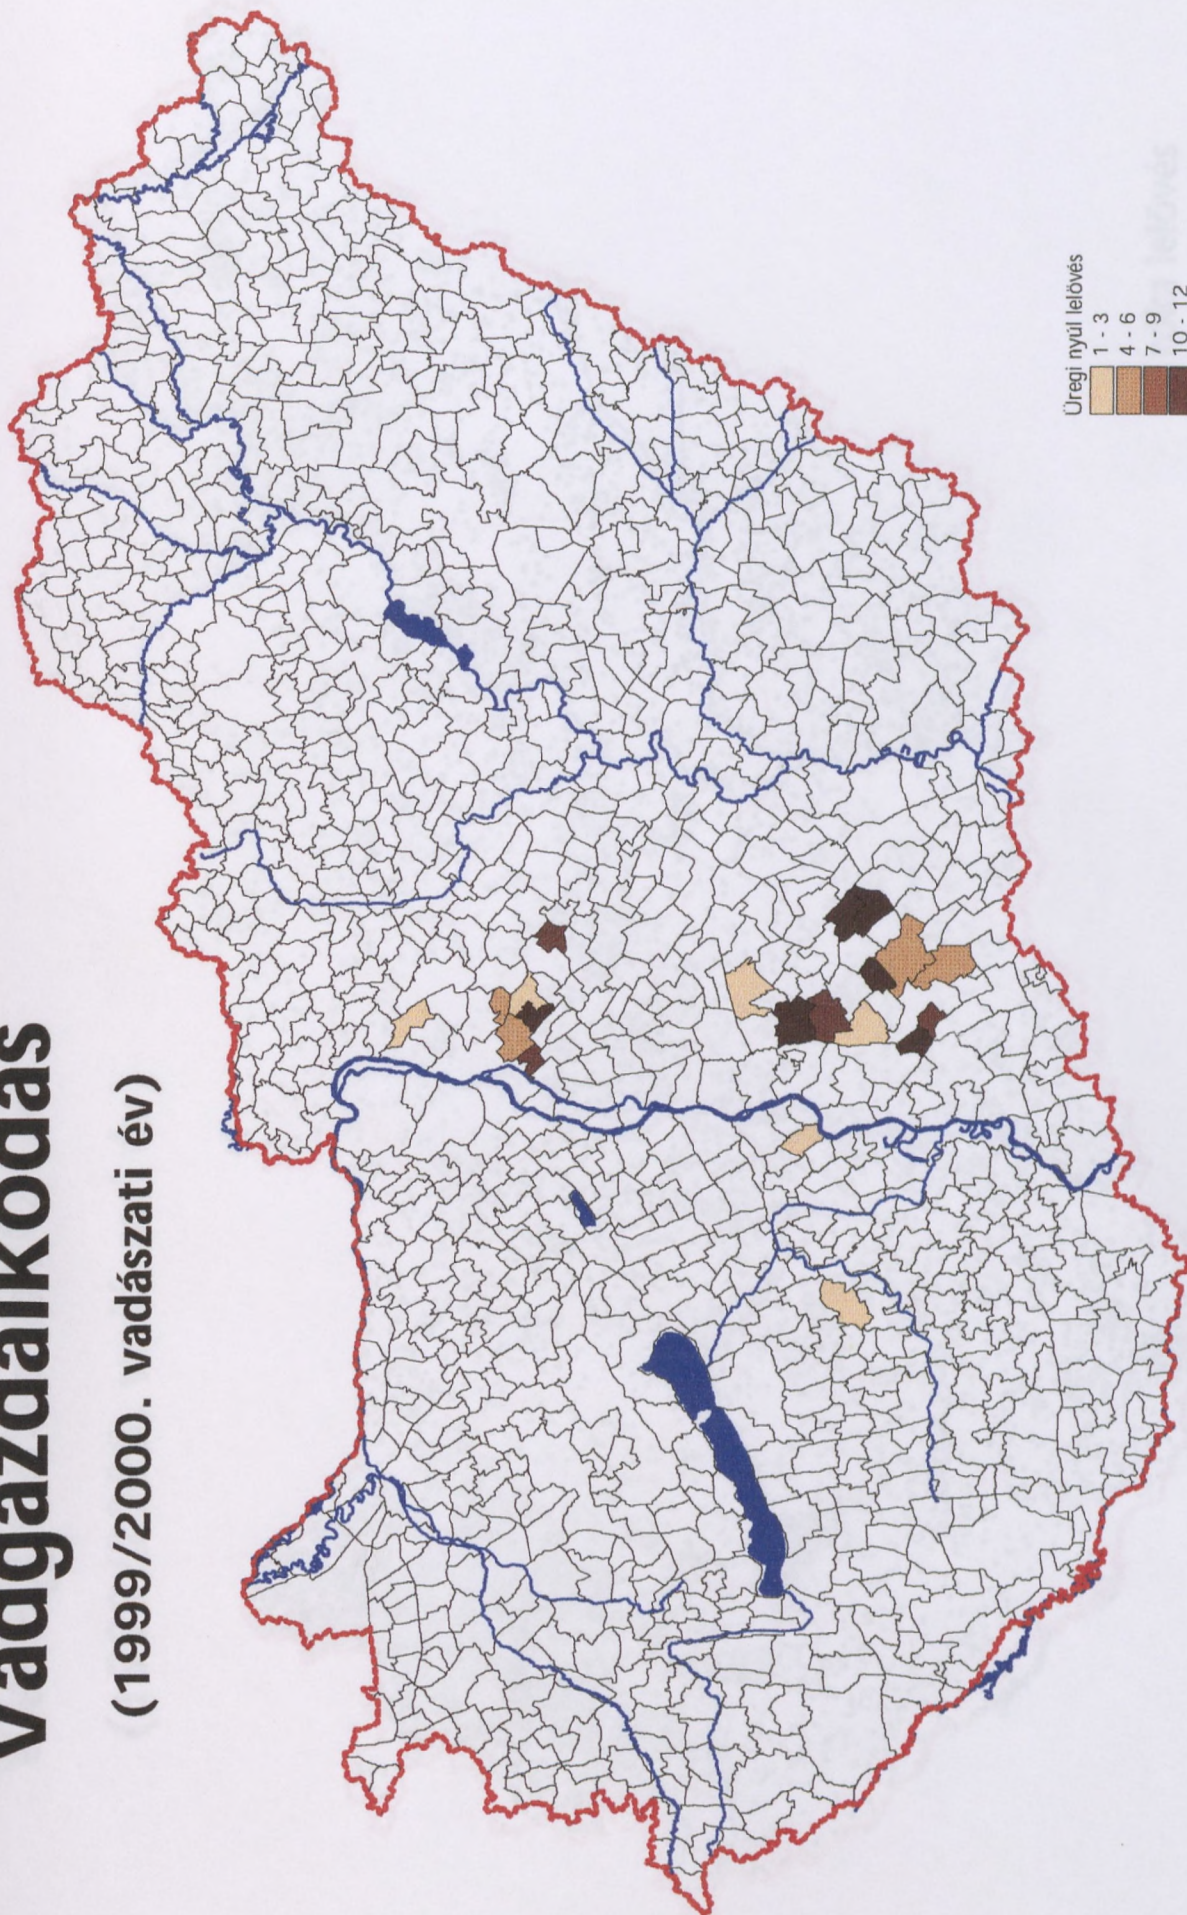 Vadgazdálkodás
(1999/2000. vadászati év)
Üregi nyúl lelövés
1 - 3
4 - 6
7 - 9
10 - 12